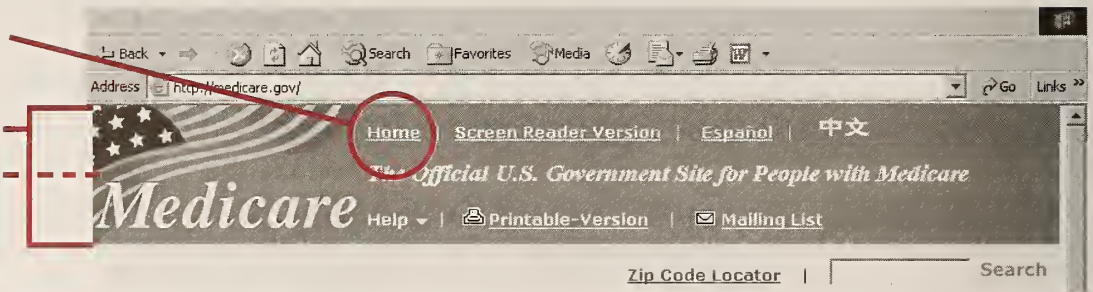 Back Search Favorites Media
Address http://medicare.gov/ Go Links »
Home | Screen Reader Version | Español | 中文
The Official U.S. Government Site for People with Medicare
Medicare Help | Printable-Version | Mailing List
Zip Code Locator | Search